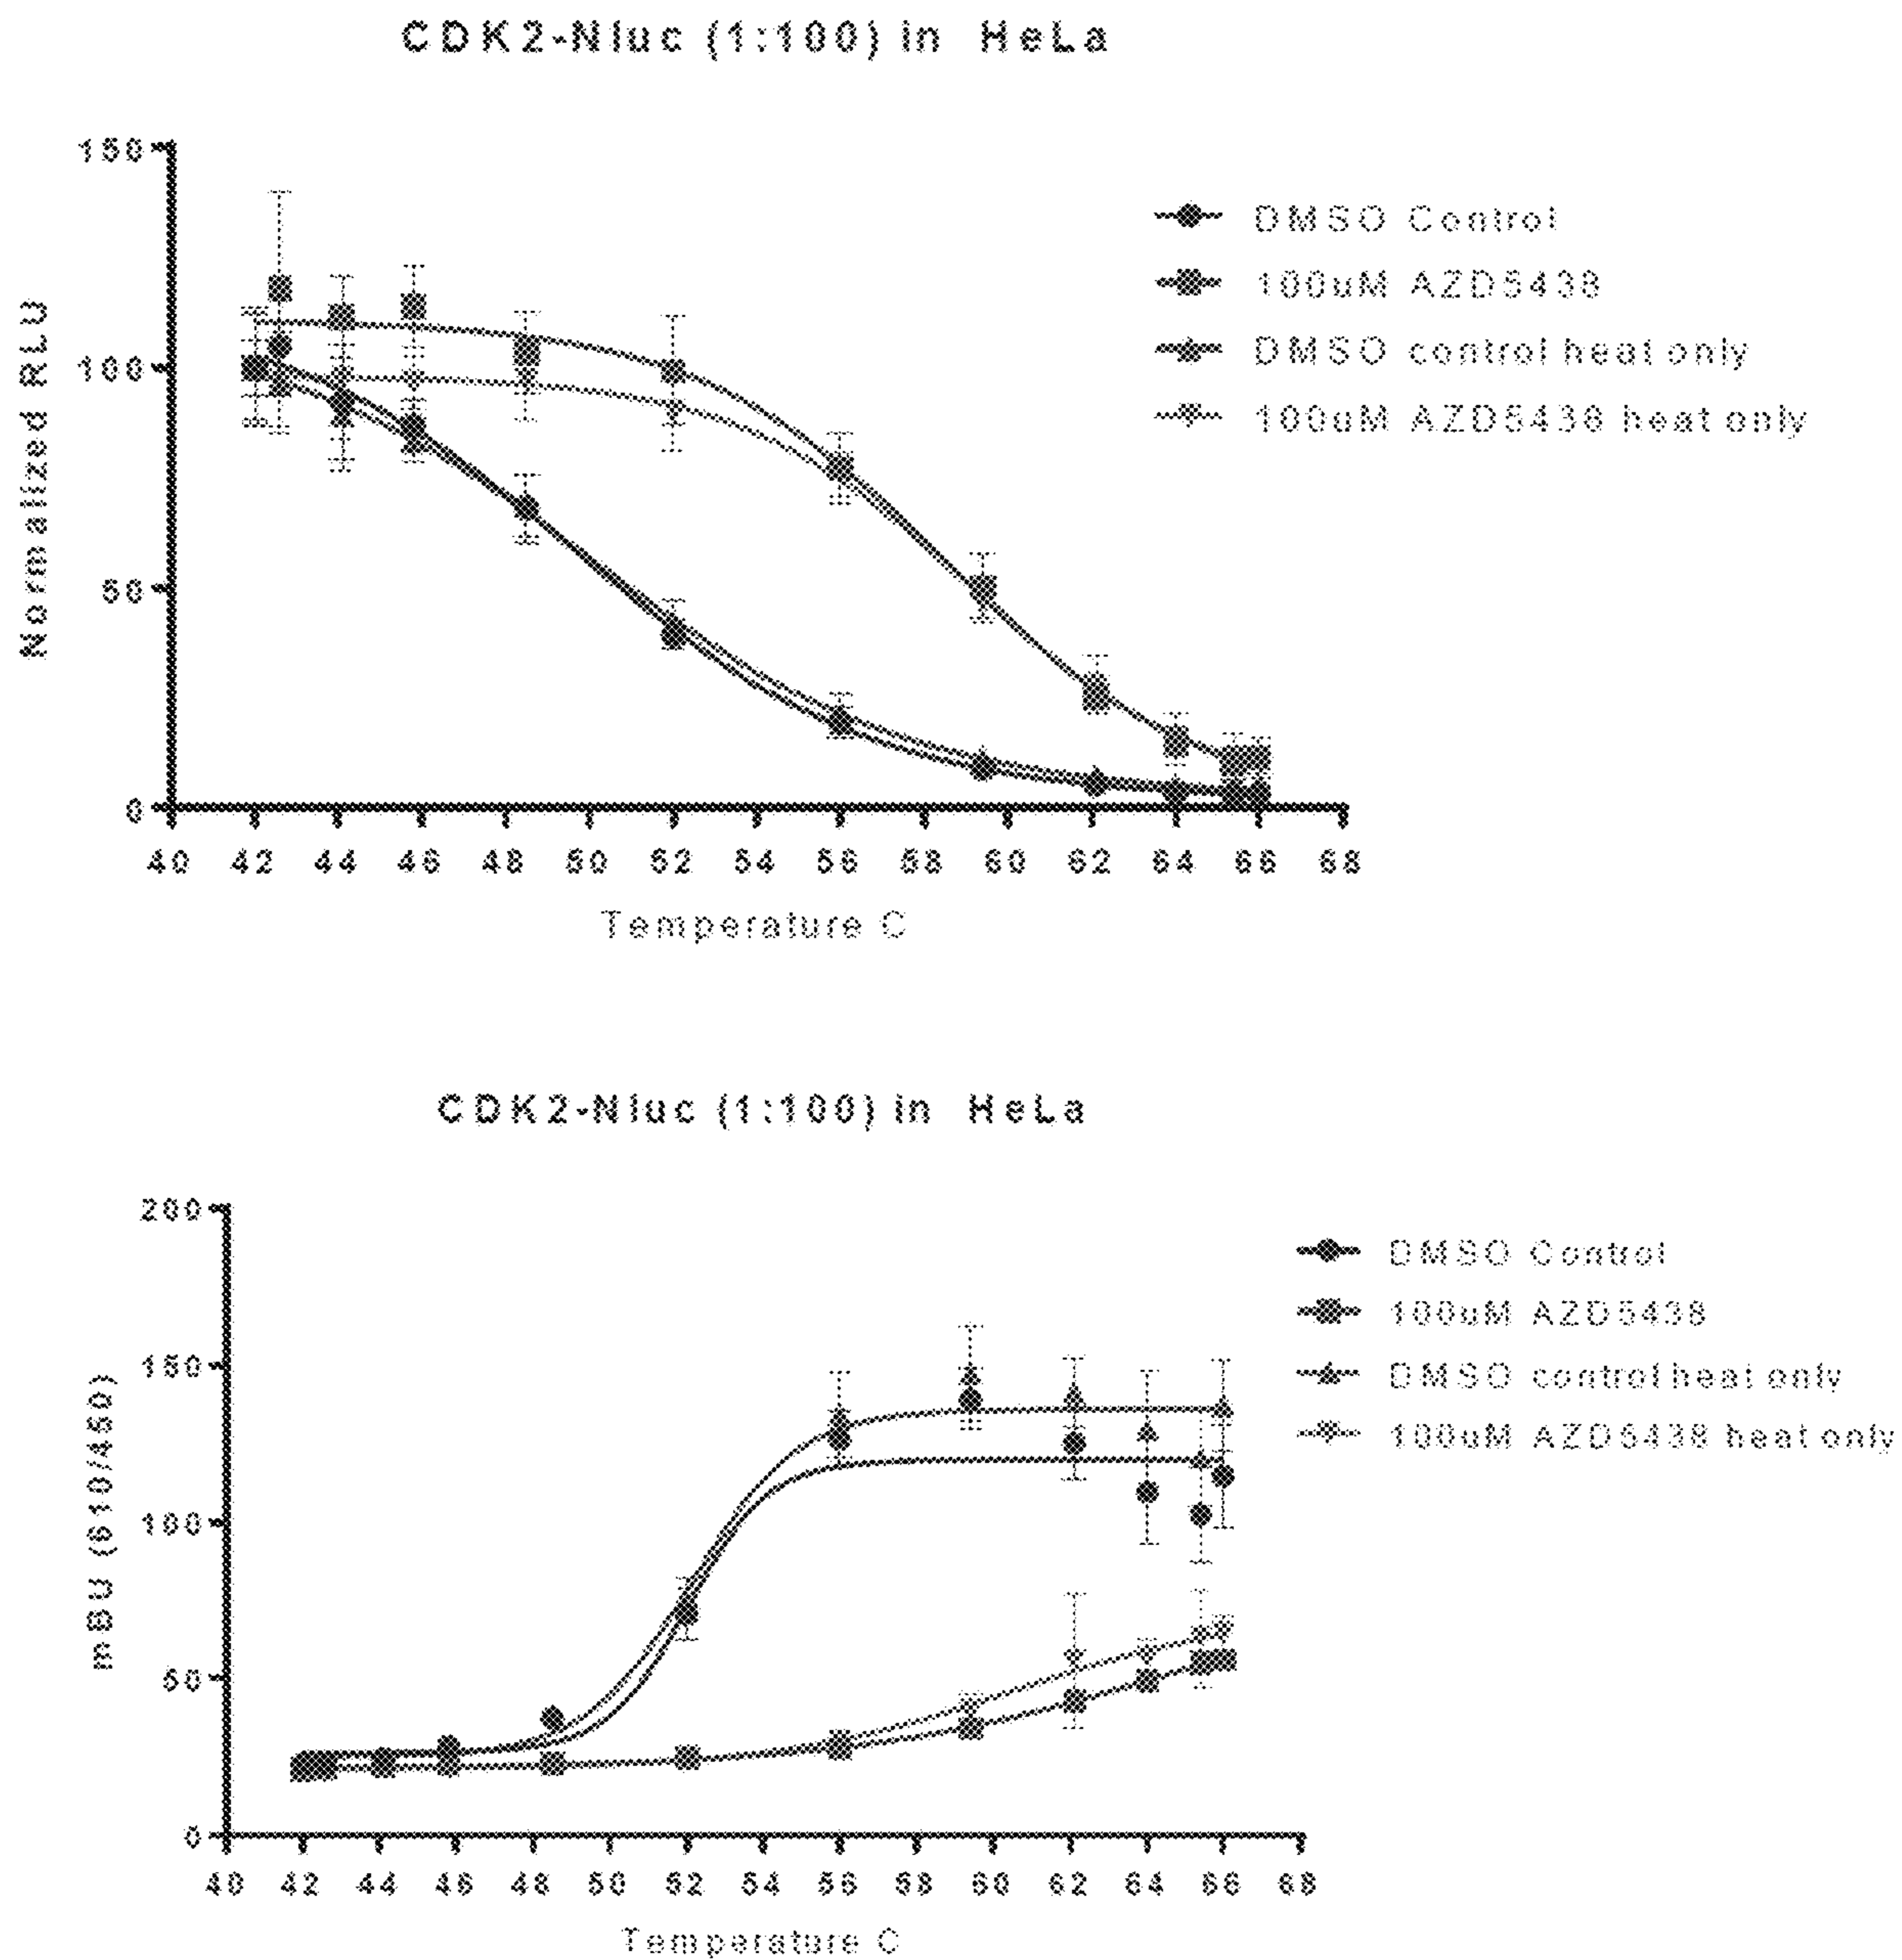 CDK2-Nluc (1:100) in HeLa
Normalized RLU
150
100
50
0
40 42 44 46 48 50 52 54 56 58 60 62 64 66 68
Temperature C
DMSO Control
100uM AZD5438
DMSO control heat only
100uM AZD5438 heat only
CDK2-Nluc (1:100) in HeLa
mBU (610/450)
200
150
100
50
0
40 42 44 46 48 50 52 54 56 58 60 62 64 66 68
Temperature C
DMSO Control
100uM AZD5438
DMSO control heat only
100uM AZD5438 heat only